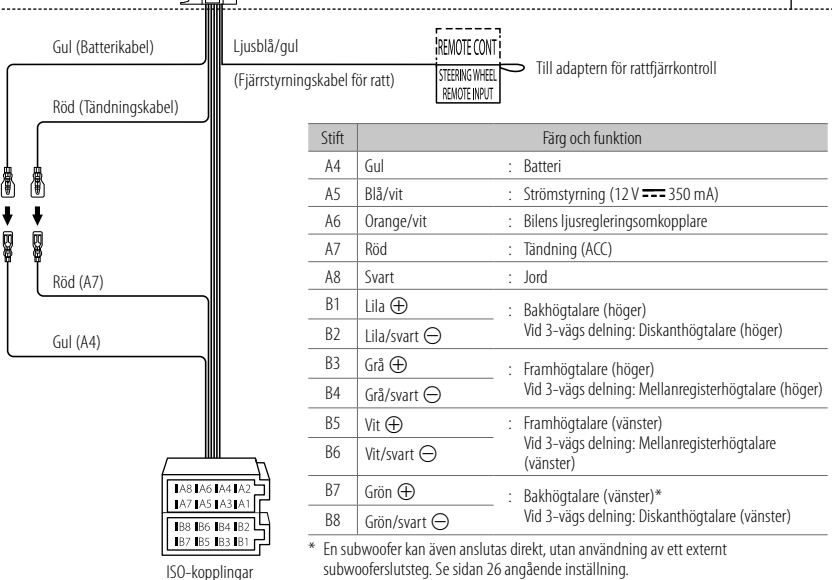 Gul (Batterikabel)
Ljusblå/gul
(Fjärrstyrningskabel för ratt)
REMOTE CONT
STEERING WHEEL
REMOTE INPUT
Till adaptern för rattfjärrkontroll
Röd (Tändningskabel)
Röd (A7)
Gul (A4)
Stift Färg och funktion
A4 Gul : Batteri
A5 Blå/vit : Strömstyrning (12 V ⎓ 350 mA)
A6 Orange/vit : Bilens ljusregleringsomkopplare
A7 Röd : Tändning (ACC)
A8 Svart : Jord
B1 Lila ⊕ : Bakhögtalare (höger)
B2 Lila/svart ⊖ Vid 3-vägs delning: Diskanthögtalare (höger)
B3 Grå ⊕ : Framhögtalare (höger)
B4 Grå/svart ⊖ Vid 3-vägs delning: Mellanregisterhögtalare (höger)
B5 Vit ⊕ : Framhögtalare (vänster)
B6 Vit/svart ⊖ Vid 3-vägs delning: Mellanregisterhögtalare
(vänster)
B7 Grön ⊕ : Bakhögtalare (vänster)*
B8 Grön/svart ⊖ Vid 3-vägs delning: Diskanthögtalare (vänster)
* En subwoofer kan även anslutas direkt, utan användning av ett externt
subwooferslutsteg. Se sidan 26 angående inställning.
A8 A6 A4 A2
A7 A5 A3 A1
B8 B6 B4 B2
B7 B5 B3 B1
ISO-kopplingar